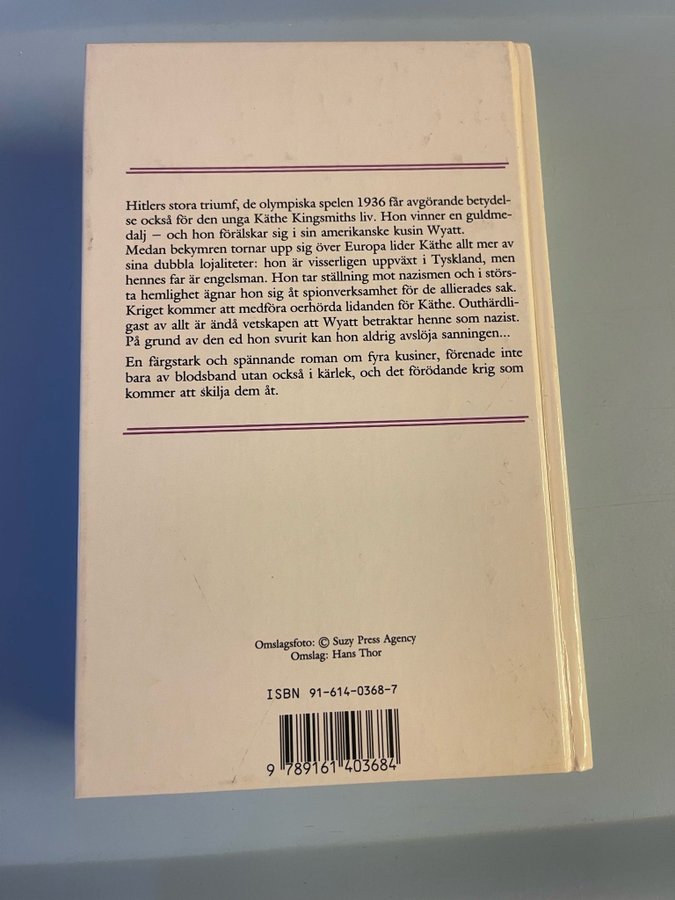 Hitlers stora triumf, de olympiska spelen 1936 får avgörande betydel-
se också för den unga Käthe Kingsmiths liv. Hon vinner en guldme-
dalj — och hon förälskar sig i sin amerikanske kusin Wyatt.
Medan bekymren tornar upp sig över Europa lider Käthe allt mer av
sina dubbla lojaliteter: hon är visserligen uppväxt i Tyskland, men
hennes far är engelsman. Hon tar ställning mot nazismen och i störs-
ta hemlighet ägnar hon sig åt spionverksamhet för de allierades sak.
Kriget kommer att medföra oerhörda lidanden för Käthe. Outhärdli-
gast av allt är ändå vetskapen att Wyatt betraktar henne som nazist.
På grund av den ed hon svurit kan hon aldrig avslöja sanningen...
En färgstark och spännande roman om fyra kusiner, förenade inte
bara av blodsband utan också i kärlek, och det förödande krig som
kommer att skilja dem åt.
Omslagsfoto: © Suzy Press Agency
Omslag: Hans Thor
ISBN 91-614-0368-7
9 789161 403684